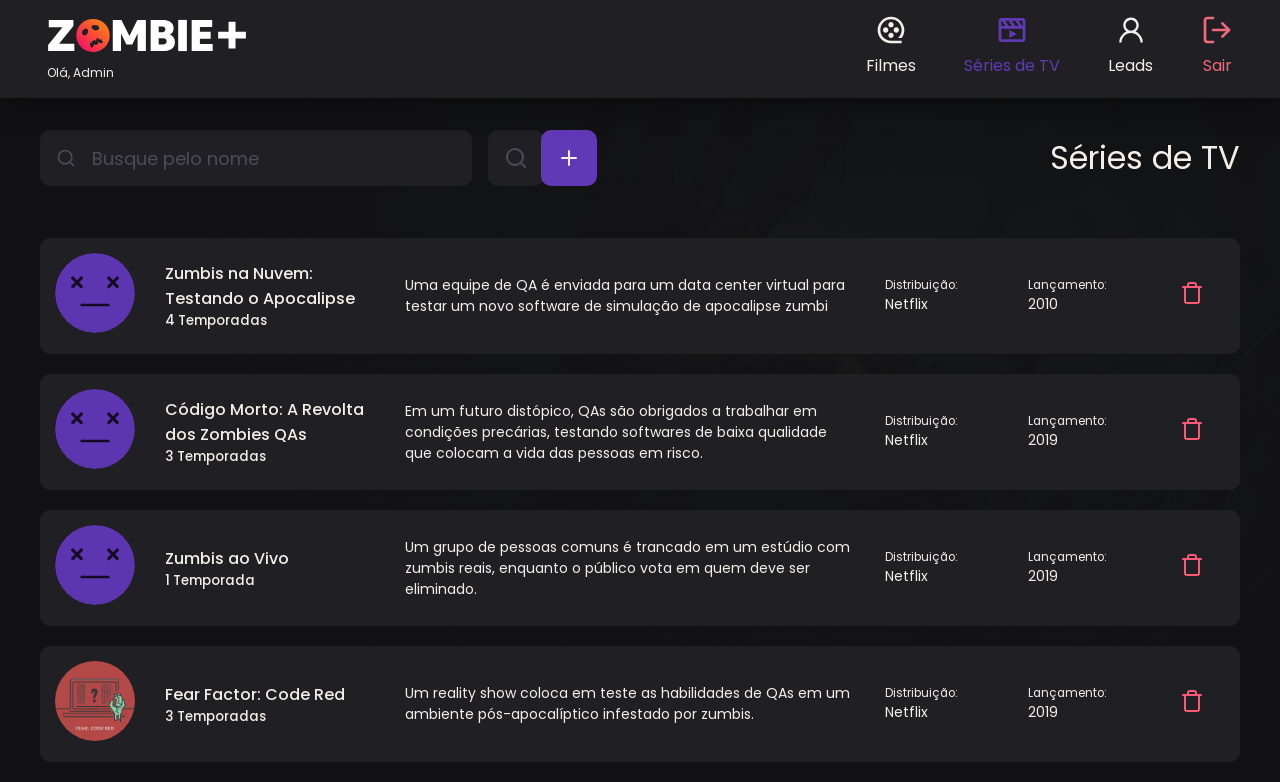 ZOMBIE+
Olá, Admin
Filmes
Séries de TV
Leads
Sair
Busque pelo nome
Séries de TV
Zumbis na Nuvem:
Testando o Apocalipse
4 Temporadas
Uma equipe de QA é enviada para um data center virtual para
testar um novo software de simulação de apocalipse zumbi
Distribuição:
Netflix
Lançamento:
2010
Código Morto: A Revolta
dos Zombies QAs
3 Temporadas
Em um futuro distópico, QAs são obrigados a trabalhar em
condições precárias, testando softwares de baixa qualidade
que colocam a vida das pessoas em risco.
Distribuição:
Netflix
Lançamento:
2019
Zumbis ao Vivo
1 Temporada
Um grupo de pessoas comuns é trancado em um estúdio com
zumbis reais, enquanto o público vota em quem deve ser
eliminado.
Distribuição:
Netflix
Lançamento:
2019
?
FEAR: CODE RED
Fear Factor: Code Red
3 Temporadas
Um reality show coloca em teste as habilidades de QAs em um
ambiente pós-apocalíptico infestado por zumbis.
Distribuição:
Netflix
Lançamento:
2019